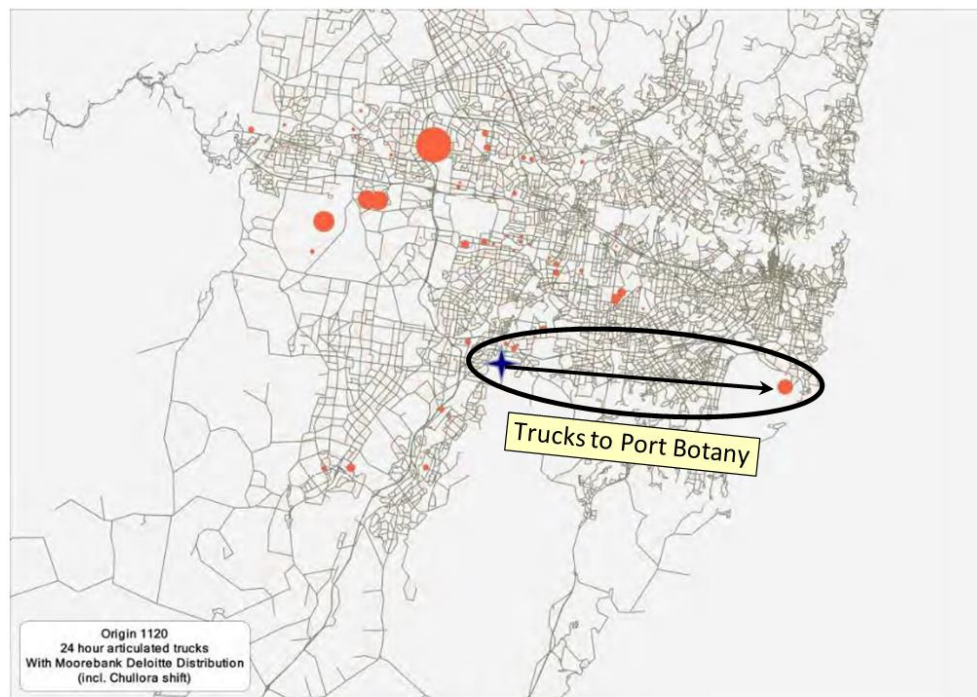 Trucks to Port Botany
Origin 1120
24 hour articulated trucks
With Moorebank Deloitte Distribution
(incl. Chullora shift)